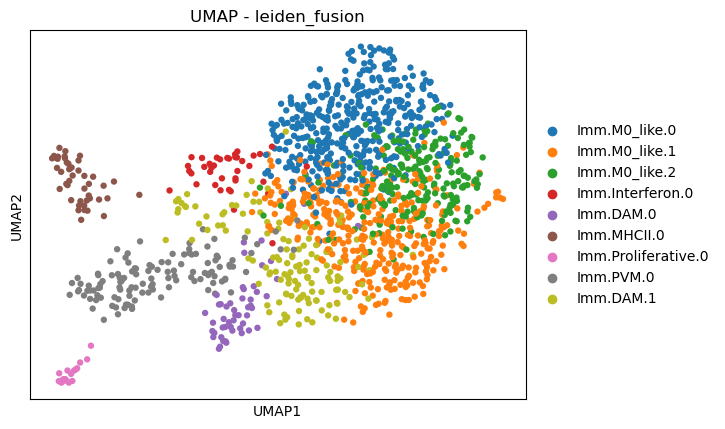 UMAP - leiden_fusion
UMAP2
UMAP1
Imm.M0_like.0
Imm.M0_like.1
Imm.M0_like.2
Imm.Interferon.0
Imm.DAM.0
Imm.MHCII.0
Imm.Proliferative.0
Imm.PVM.0
Imm.DAM.1